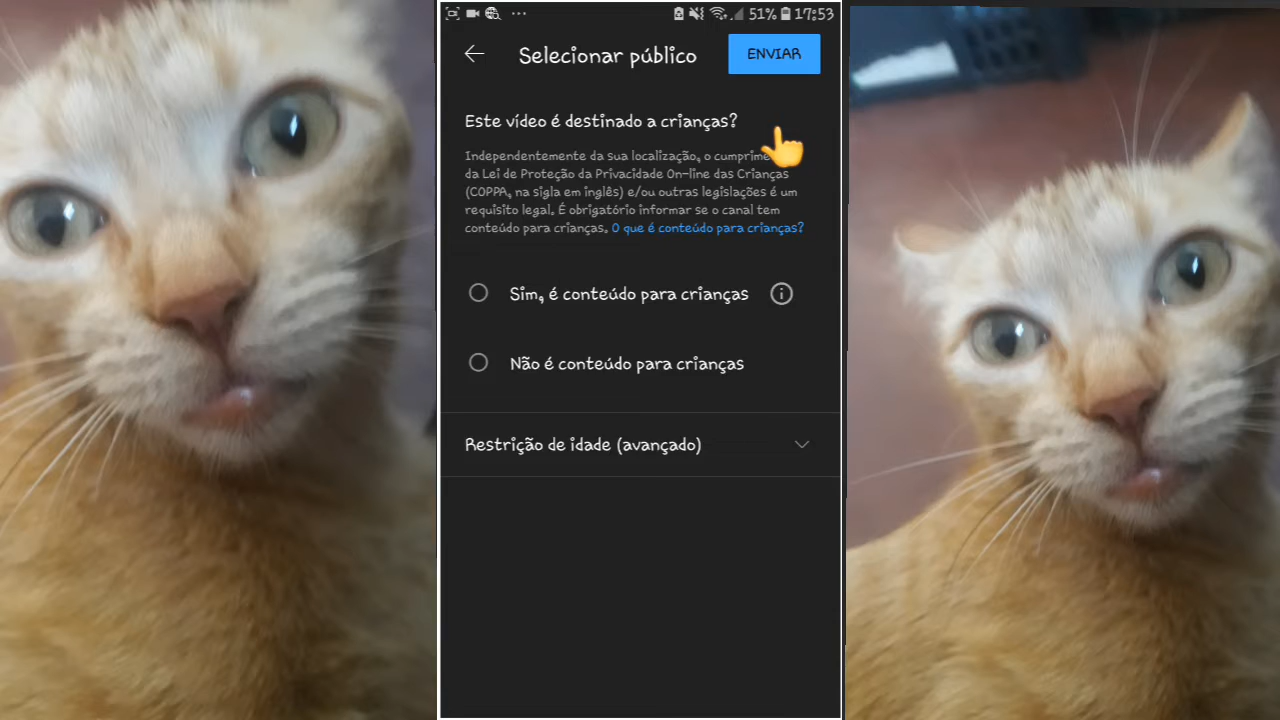 51% 17:53
Selecionar público
ENVIAR
Este vídeo é destinado a crianças?
Independentemente da sua localização, o cumprime
da Lei de Proteção da Privacidade On-line das Crianças
(COPPA, na sigla em inglês) e/ou outras legislações é um
requisito legal. É obrigatório informar se o canal tem
conteúdo para crianças. O que é conteúdo para crianças?
Sim, é conteúdo para crianças
Não é conteúdo para crianças
Restrição de idade (avançado)